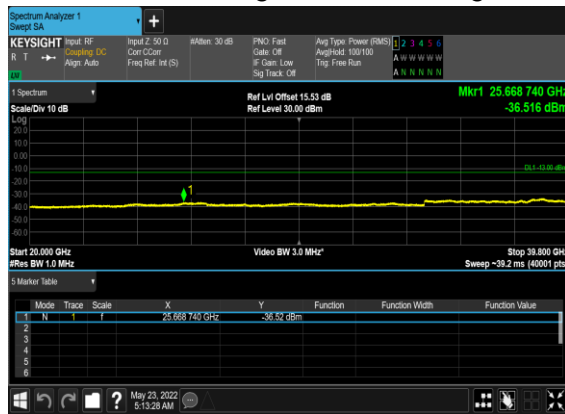 Spectrum Analyzer 1
Swept SA
KEYSIGHT Input: RF Input Z: 50 Ω #Atten: 30 dB PNO: Fast Avg Type: Power (RMS) 1 2 3 4 5 6
R T Coupling: DC Corr CCorr Gate: Off Avg|Hold: 100/100 A W W W W W
Align: Auto Freq Ref: Int (S) IF Gain: Low Trig: Free Run
Sig Track: Off A N N N N N
LW
1 Spectrum Ref Lvl Offset 15.53 dB Mkr1 25.668 740 GHz
Scale/Div 10 dB Ref Level 30.00 dBm -36.516 dBm
Log
20.0
10.0
0.00
-10.0 DL1 -13.00 dBm
-20.0
1
-30.0
-40.0
-50.0
-60.0
Start 20.000 GHz Video BW 3.0 MHz* Stop 39.800 GHz
#Res BW 1.0 MHz Sweep ~39.2 ms (40001 pts)
5 Marker Table
Mode Trace Scale X Y Function Function Width Function Value
1 N 1 f 25.668 740 GHz -36.52 dBm
2
3
4
5
6
? May 23, 2022
5:13:28 AM